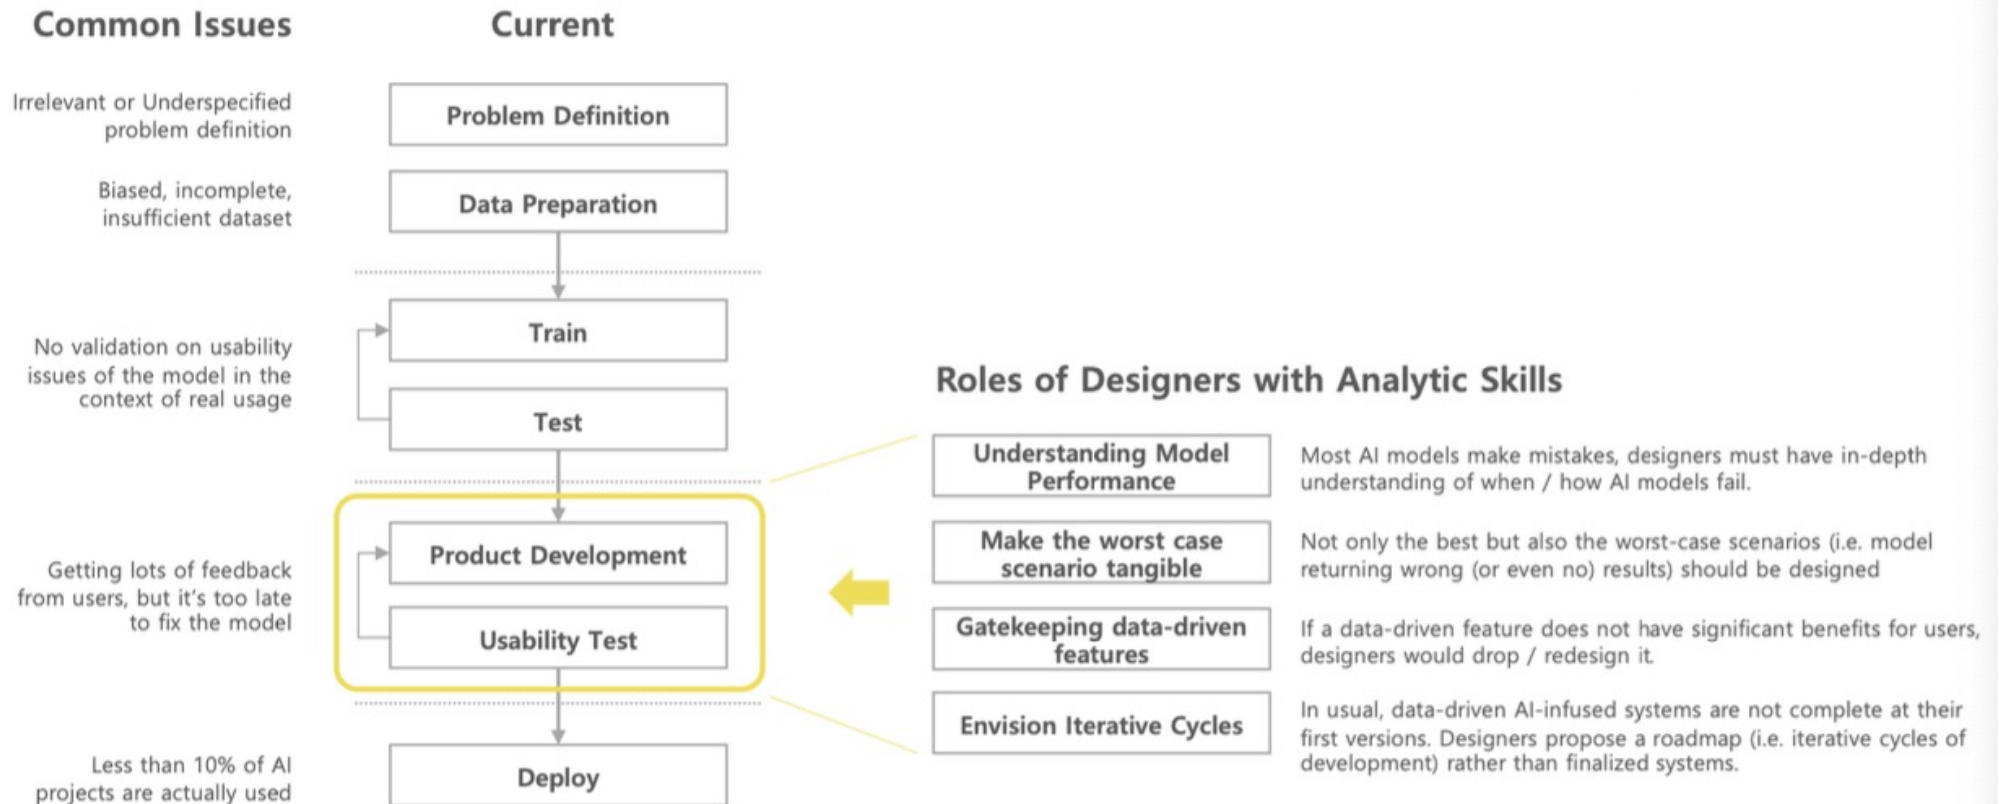 Common Issues
Current
Irrelevant or Underspecified
problem definition
Problem Definition
Biased, incomplete,
insufficient dataset
Data Preparation
No validation on usability
issues of the model in the
context of real usage
Train
Test
Getting lots of feedback
from users, but it's too late
to fix the model
Product Development
Usability Test
Less than 10% of AI
projects are actually used
Deploy
Roles of Designers with Analytic Skills
Understanding Model
Performance
Most AI models make mistakes, designers must have in-depth
understanding of when / how AI models fail.
Make the worst case
scenario tangible
Not only the best but also the worst-case scenarios (i.e. model
returning wrong (or even no) results) should be designed
Gatekeeping data-driven
features
If a data-driven feature does not have significant benefits for users,
designers would drop / redesign it.
Envision Iterative Cycles
In usual, data-driven AI-infused systems are not complete at their
first versions. Designers propose a roadmap (i.e. iterative cycles of
development) rather than finalized systems.